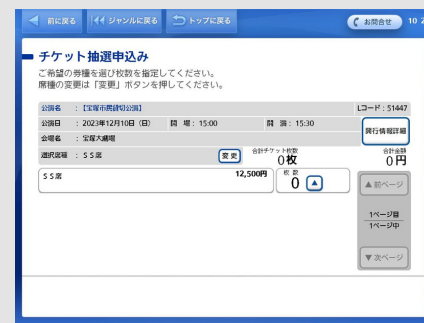 前に戻る ジャンルに戻る トップに戻る お問合せ 10 2
チケット抽選申込み
ご希望の券種を選び枚数を指定してください。
席種の変更は「変更」ボタンを押してください。
公演名 : 【宝塚市民貸切公演】 Lコード: 51447
公演日 : 2023年12月10日（日） 開 場: 15:00 開 演: 15:30
会場名 : 宝塚大劇場 興行情報詳細
選択席種 : SS席 変更 合計チケット枚数 0枚 合計金額 0円
SS席 12,500円 枚数 0 ▲
▲前ページ
1ページ目
1ページ中
▼次ページ